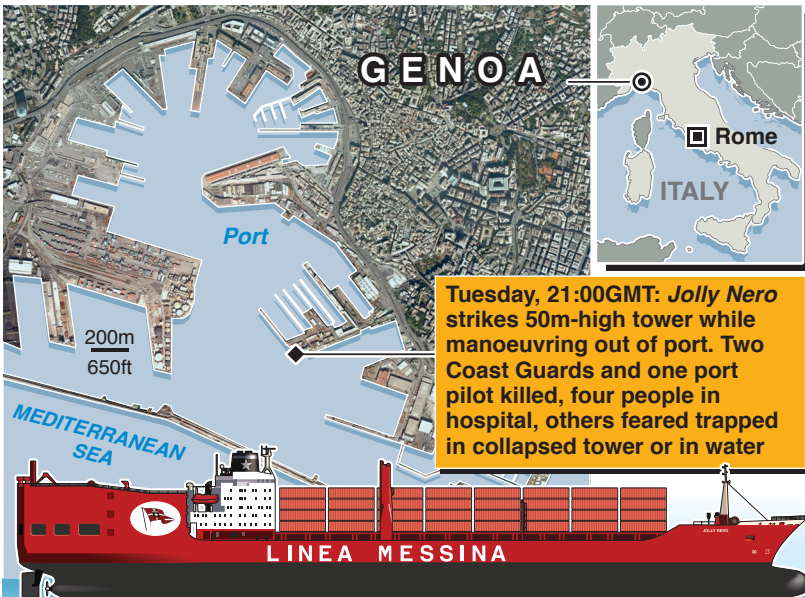 GENOA
Rome
ITALY
Port
Tuesday, 21:00GMT: Jolly Nero
strikes 50m-high tower while
manoeuvring out of port. Two
Coast Guards and one port
pilot killed, four people in
hospital, others feared trapped
in collapsed tower or in water
200m
650ft
MEDITERRANEAN
SEA
JOLLY NERO
LINEA MESSINA